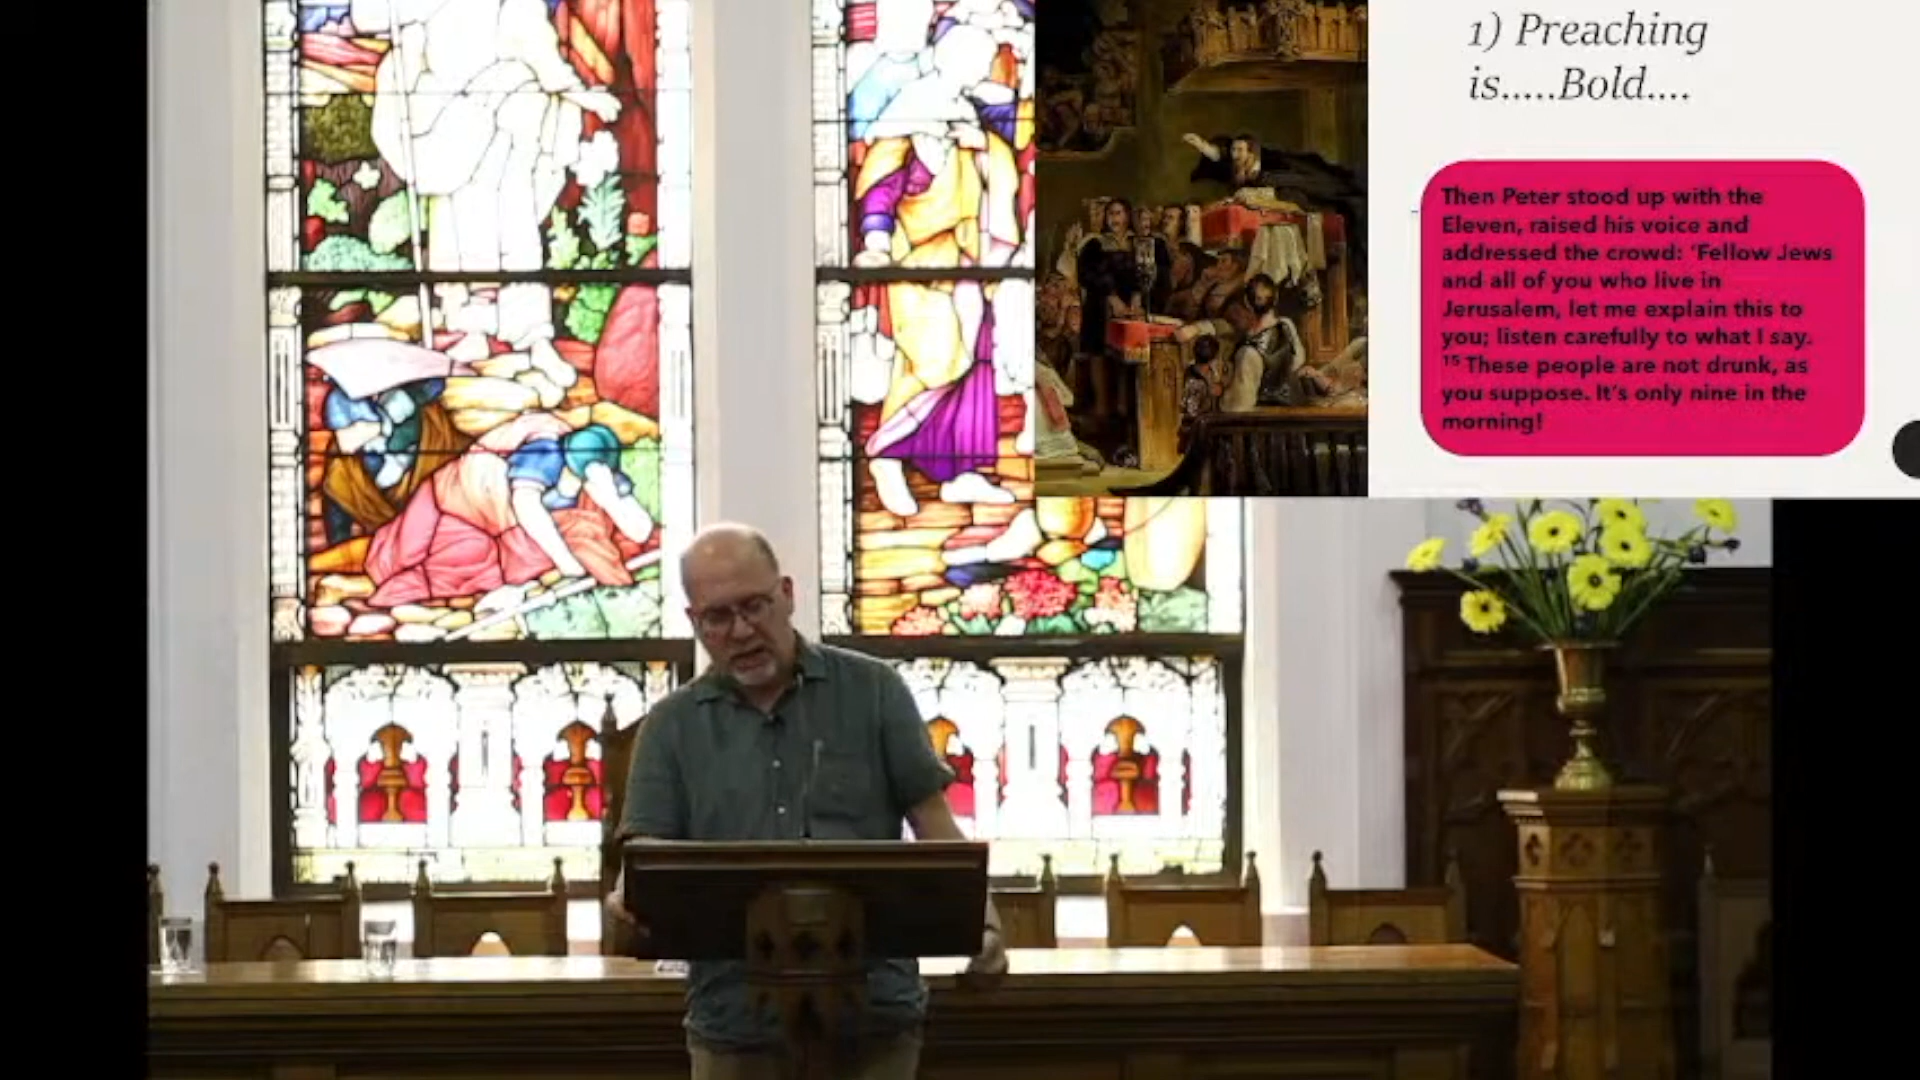 1) Preaching
is.....Bold....
Then Peter stood up with the
Eleven, raised his voice and
addressed the crowd: ‘Fellow Jews
and all of you who live in
Jerusalem, let me explain this to
you; listen carefully to what I say.
¹⁵ These people are not drunk, as
you suppose. It’s only nine in the
morning!